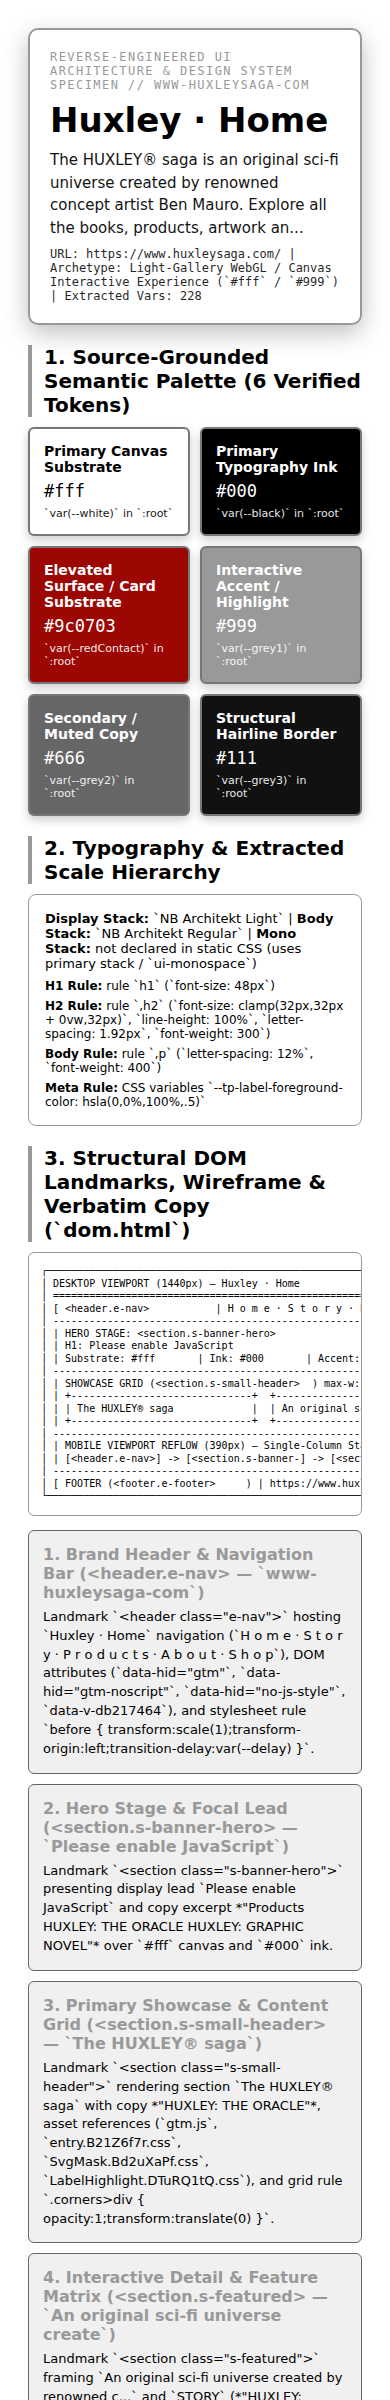 REVERSE-ENGINEERED UI
ARCHITECTURE & DESIGN SYSTEM
SPECIMEN // WWW-HUXLEYSAGA-COM
Huxley · Home
The HUXLEY® saga is an original sci-fi
universe created by renowned
concept artist Ben Mauro. Explore all
the books, products, artwork an...
URL: https://www.huxleysaga.com/ |
Archetype: Light-Gallery WebGL / Canvas
Interactive Experience (`#fff` / `#999`)
| Extracted Vars: 228
1. Source-Grounded
Semantic Palette (6 Verified
Tokens)
Primary Canvas
Substrate
#fff
`var(--white)` in `:root`
Primary
Typography Ink
#000
`var(--black)` in `:root`
Elevated
Surface / Card
Substrate
#9c0703
`var(--redContact)` in
`:root`
Interactive
Accent /
Highlight
#999
`var(--grey1)` in
`:root`
Secondary /
Muted Copy
#666
`var(--grey2)` in
`:root`
Structural
Hairline Border
#111
`var(--grey3)` in
`:root`
2. Typography & Extracted
Scale Hierarchy
Display Stack: `NB Architekt Light` | Body
Stack: `NB Architekt Regular` | Mono
Stack: not declared in static CSS (uses
primary stack / `ui-monospace`)
H1 Rule: rule `h1` (`font-size: 48px`)
H2 Rule: rule `,h2` (`font-size: clamp(32px,32px
+ 0vw,32px)`, `line-height: 100%`, `letter-
spacing: 1.92px`, `font-weight: 300`)
Body Rule: rule `,p` (`letter-spacing: 12%`,
`font-weight: 400`)
Meta Rule: CSS variables `--tp-label-foreground-
color: hsla(0,0%,100%,.5)`
3. Structural DOM
Landmarks, Wireframe &
Verbatim Copy
(`dom.html`)
DESKTOP VIEWPORT (1440px) — Huxley · Home
====================================================
[ <header.e-nav> | H o m e · S t o r y ·
----------------------------------------------------
| HERO STAGE: <section.s-banner-hero>
| H1: Please enable JavaScript
| Substrate: #fff | Ink: #000 | Accent:
----------------------------------------------------
| SHOWCASE GRID (<section.s-small-header> ) max-w:
| +------------------------------+ +--------------
| | The HUXLEY® saga | | An original s
| +------------------------------+ +--------------
----------------------------------------------------
| MOBILE VIEWPORT REFLOW (390px) — Single-Column Sta
| [<header.e-nav>] -> [<section.s-banner-] -> [<sec
----------------------------------------------------
[ FOOTER (<footer.e-footer> ) | https://www.hux
1. Brand Header & Navigation
Bar (<header.e-nav> — `www-
huxleysaga-com`)
Landmark `<header class="e-nav">` hosting
`Huxley · Home` navigation (`H o m e · S t o r
y · P r o d u c t s · A b o u t · S h o p`), DOM
attributes (`data-hid="gtm"`, `data-
hid="gtm-noscript"`, `data-hid="no-js-style"`,
`data-v-db217464`), and stylesheet rule
`before { transform:scale(1);transform-
origin:left;transition-delay:var(--delay) }`.
2. Hero Stage & Focal Lead
(<section.s-banner-hero> —
`Please enable JavaScript`)
Landmark `<section class="s-banner-hero">`
presenting display lead `Please enable
JavaScript` and copy excerpt *"Products
HUXLEY: THE ORACLE HUXLEY: GRAPHIC
NOVEL"* over `#fff` canvas and `#000` ink.
3. Primary Showcase & Content
Grid (<section.s-small-header>
— `The HUXLEY® saga`)
Landmark `<section class="s-small-
header">` rendering section `The HUXLEY®
saga` with copy *"HUXLEY: THE ORACLE"*,
asset references (`gtm.js`,
`entry.B21Z6f7r.css`,
`SvgMask.Bd2uXaPf.css`,
`LabelHighlight.DTuRQ1tQ.css`), and grid rule
`.corners>div {
opacity:1;transform:translate(0) }`.
4. Interactive Detail & Feature
Matrix (<section.s-featured> —
`An original sci-fi universe
create`)
Landmark `<section class="s-featured">`
framing `An original sci-fi universe created by
renowned c...` and `STORY` (*"HUXLEY: